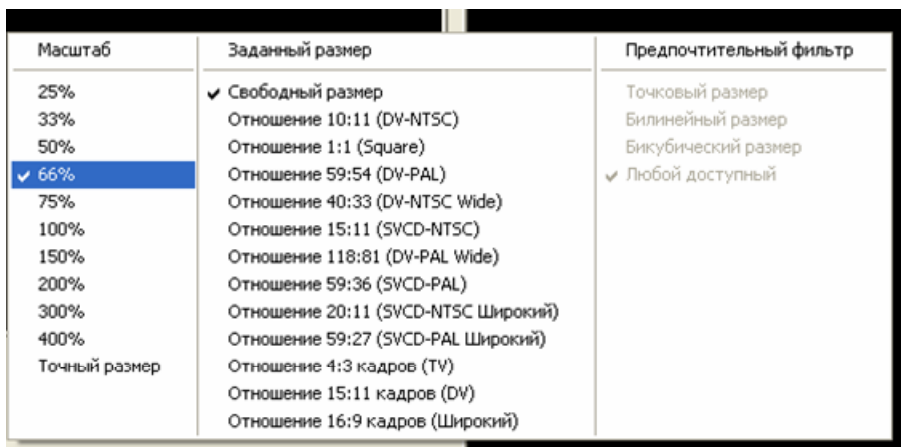 Масштаб
25%
33%
50%
66%
75%
100%
150%
200%
300%
400%
Точный размер
Заданный размер
Свободный размер
Отношение 10:11 (DV-NTSC)
Отношение 1:1 (Square)
Отношение 59:54 (DV-PAL)
Отношение 40:33 (DV-NTSC Wide)
Отношение 15:11 (SVCD-NTSC)
Отношение 118:81 (DV-PAL Wide)
Отношение 59:36 (SVCD-PAL)
Отношение 20:11 (SVCD-NTSC Широкий)
Отношение 59:27 (SVCD-PAL Широкий)
Отношение 4:3 кадров (TV)
Отношение 15:11 кадров (DV)
Отношение 16:9 кадров (Широкий)
Предпочтительный фильтр
Точковый размер
Билинейный размер
Бикубический размер
Любой доступный